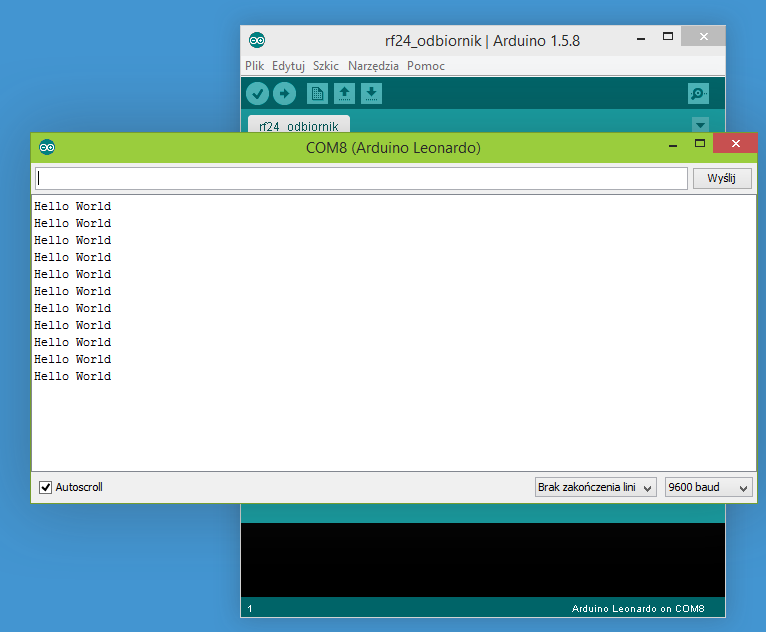 rf24_odbiornik | Arduino 1.5.8
Plik Edytuj Szkic Narzędzia Pomoc
rf24_odbiornik
COM8 (Arduino Leonardo)
Wyślij
Hello World
Hello World
Hello World
Hello World
Hello World
Hello World
Hello World
Hello World
Hello World
Hello World
Hello World
Autoscroll
Brak zakończenia lini
9600 baud
1
Arduino Leonardo on COM8